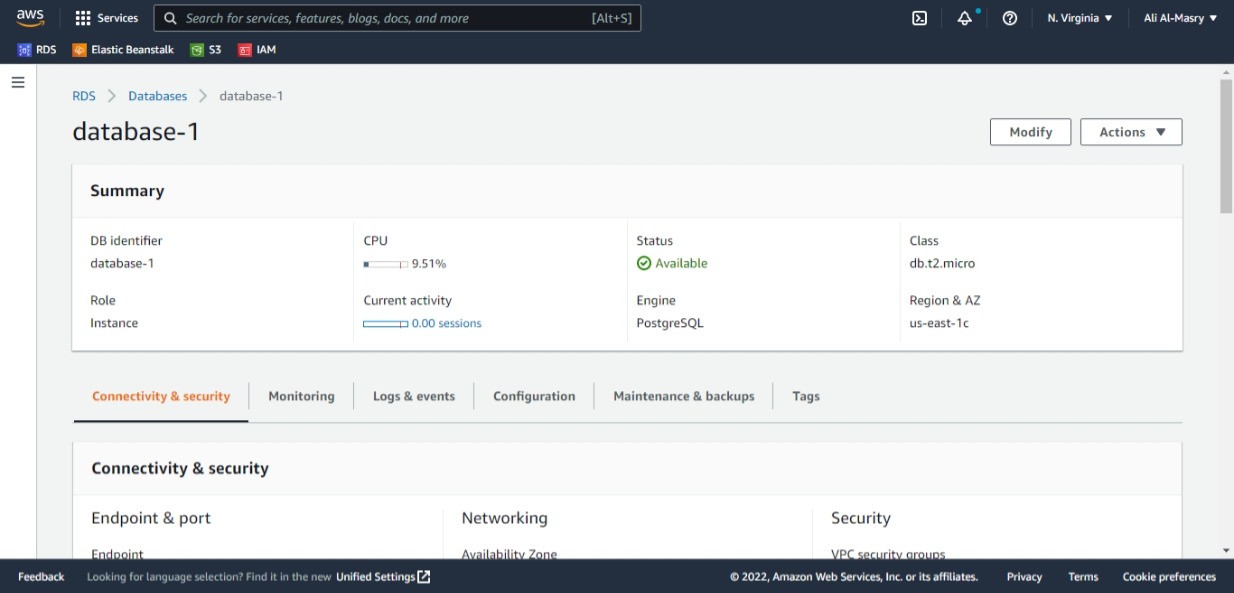 aws Services Search for services, features, blogs, docs, and more [Alt+S] N. Virginia ▼ Ali Al-Masry ▼
RDS Elastic Beanstalk S3 IAM
RDS > Databases > database-1
database-1 Modify Actions ▼
Summary
DB identifier CPU Status Class
database-1 9.51% Available db.t2.micro
Role Current activity Engine Region & AZ
Instance 0.00 sessions PostgreSQL us-east-1c
Connectivity & security Monitoring Logs & events Configuration Maintenance & backups Tags
Connectivity & security
Endpoint & port Networking Security
Endpoint Availability Zone VPC security groups
Feedback Looking for language selection? Find it in the new Unified Settings © 2022, Amazon Web Services, Inc. or its affiliates. Privacy Terms Cookie preferences